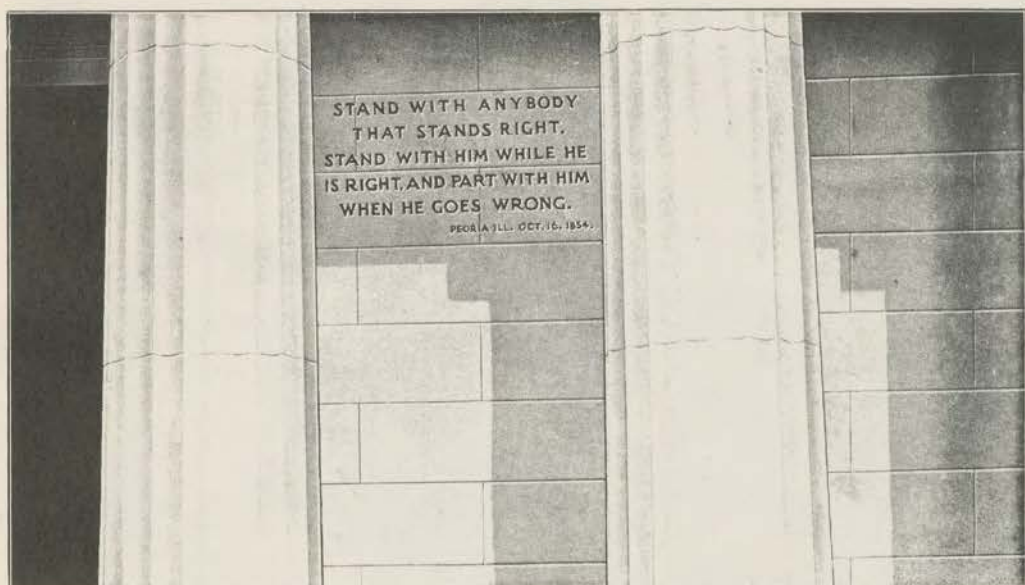 STAND WITH ANYBODY
THAT STANDS RIGHT,
STAND WITH HIM WHILE HE
IS RIGHT, AND PART WITH HIM
WHEN HE GOES WRONG.
PEORIA ILL. OCT. 16, 1854.